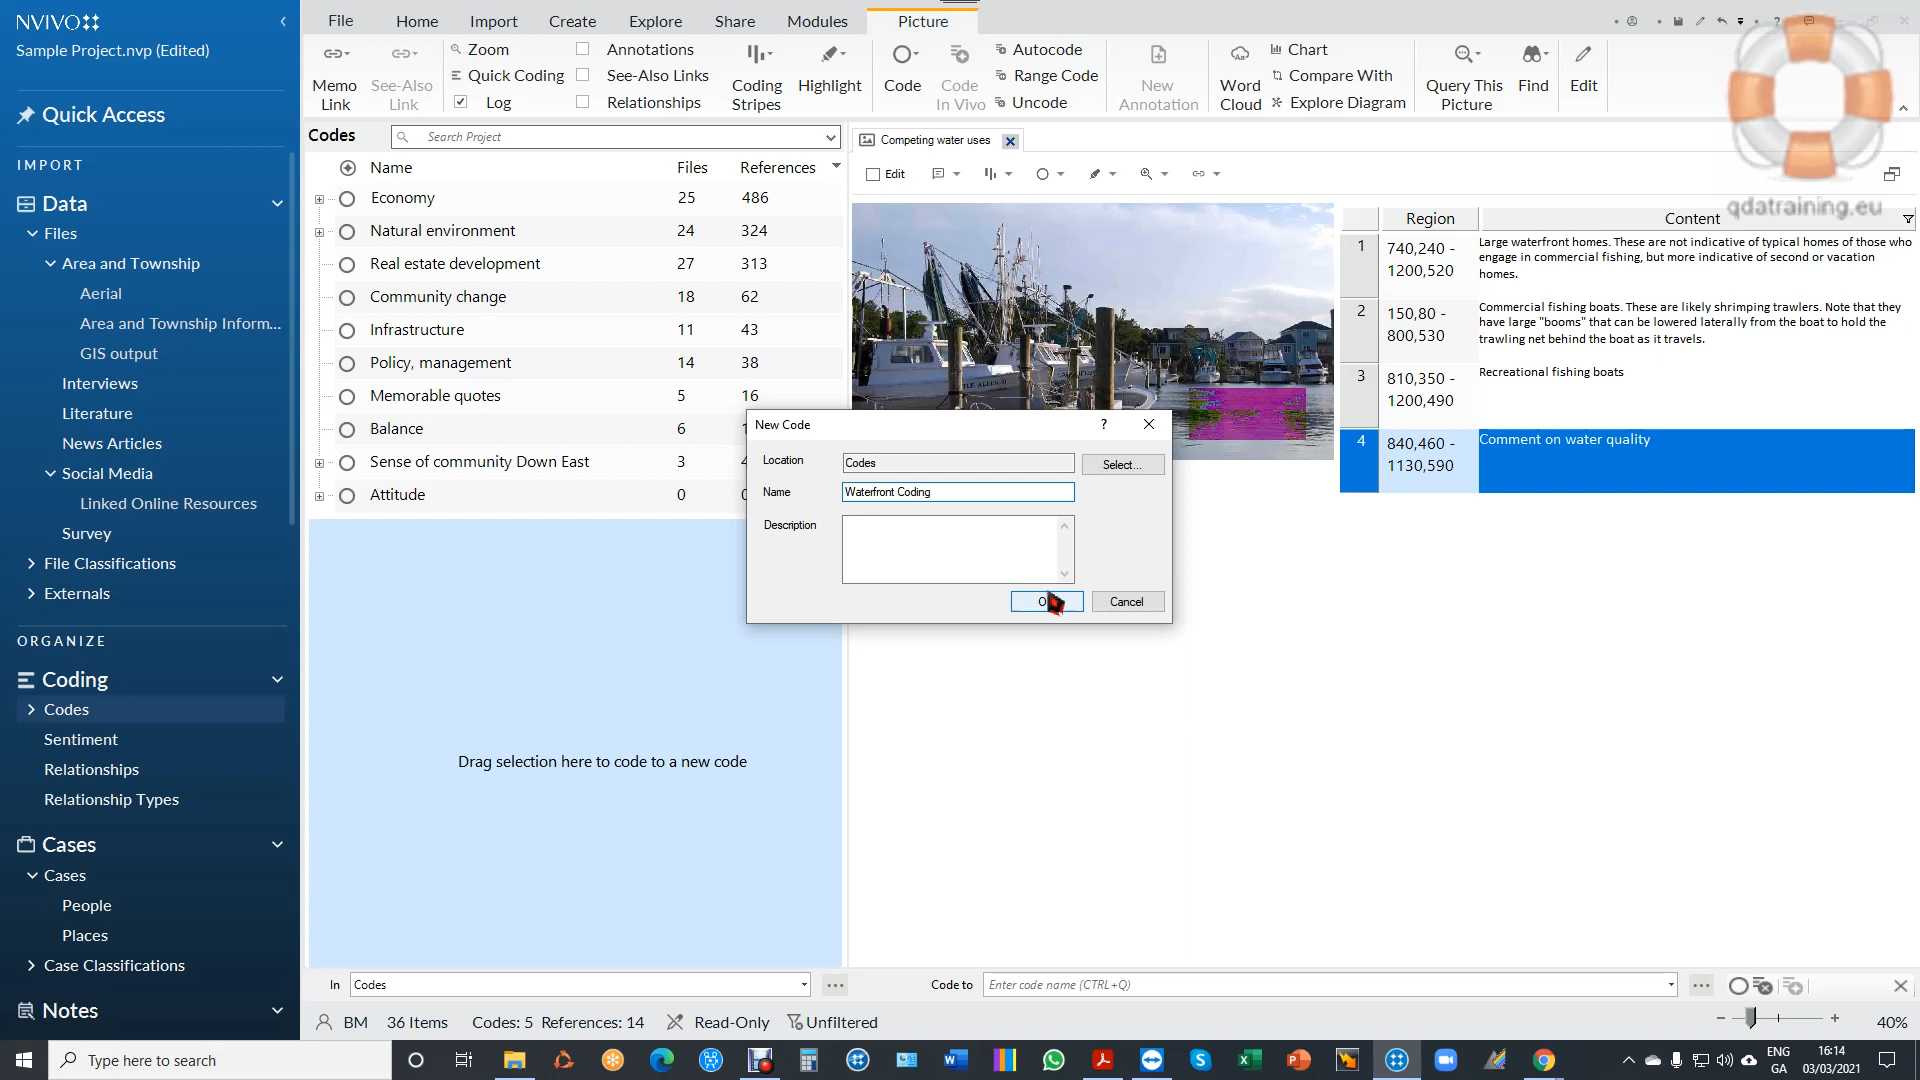 NVIVO
Sample Project.nvp (Edited)
Quick Access
IMPORT
Data
Files
Area and Township
Aerial
Area and Township Inform...
GIS output
Interviews
Literature
News Articles
Social Media
Linked Online Resources
Survey
File Classifications
Externals
ORGANIZE
Coding
Codes
Sentiment
Relationships
Relationship Types
Cases
Cases
People
Places
Case Classifications
Notes
File Home Import Create Explore Share Modules Picture
Memo Link
See-Also Link
Zoom
Quick Coding
Log
Annotations
See-Also Links
Relationships
Coding Stripes
Highlight
Code
Code In Vivo
Autocode
Range Code
Uncode
New Annotation
Word Cloud
Chart
Compare With
Explore Diagram
Query This Picture
Find
Edit
qdatraining.eu
Codes Search Project
Name Files References
Economy 25 486
Natural environment 24 324
Real estate development 27 313
Community change 18 62
Infrastructure 11 43
Policy, management 14 38
Memorable quotes 5 16
Balance 6
Sense of community Down East 3
Attitude 0
Drag selection here to code to a new code
Competing water uses
Edit
Region Content
1 740,240 - 1200,520
Large waterfront homes. These are not indicative of typical homes of those who
engage in commercial fishing, but more indicative of second or vacation
homes.
2 150,80 - 800,530
Commercial fishing boats. These are likely shrimping trawlers. Note that they
have large "booms" that can be lowered laterally from the boat to hold the
trawling net behind the boat as it travels.
3 810,350 - 1200,490
Recreational fishing boats
4 840,460 - 1130,590
Comment on water quality
New Code ?
Location Codes Select...
Name Waterfront Coding
Description
Cancel
In Codes
Code to Enter code name (CTRL+Q)
BM 36 Items Codes: 5 References: 14 Read-Only Unfiltered
40%
Type here to search
ENG
GA
16:14
03/03/2021